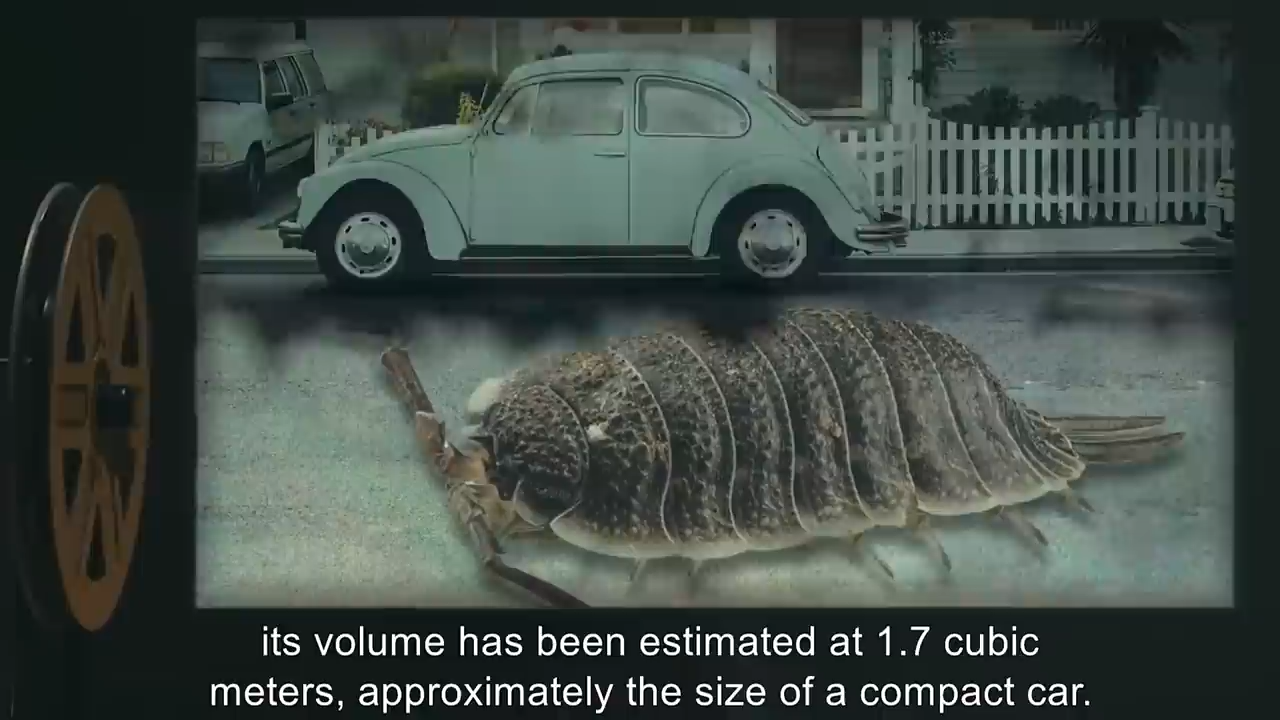 its volume has been estimated at 1.7 cubic
meters, approximately the size of a compact car.